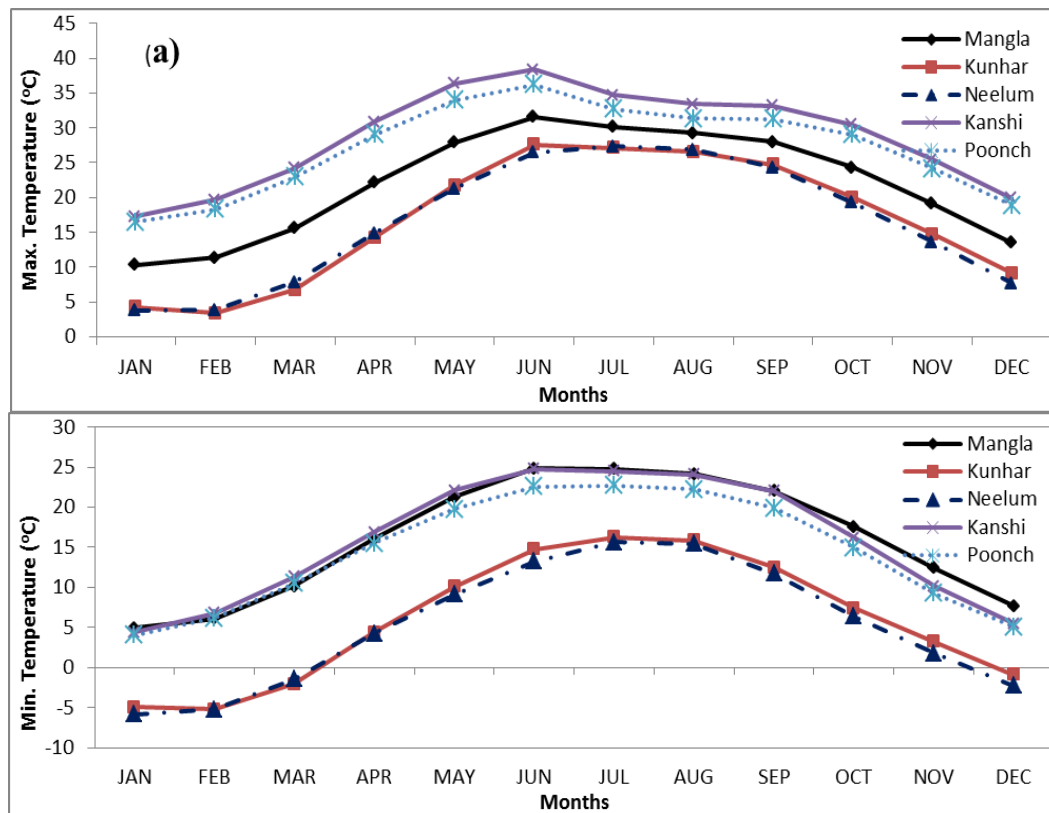 (a)
Max. Temperature (ºC)
45
40
35
30
25
20
15
10
5
0
Mangla
Kunhar
Neelum
Kanshi
Poonch
JAN FEB MAR APR MAY JUN JUL AUG SEP OCT NOV DEC
Months
Min. Temperature (ºC)
30
25
20
15
10
5
0
-5
-10
Mangla
Kunhar
Neelum
Kanshi
Poonch
JAN FEB MAR APR MAY JUN JUL AUG SEP OCT NOV DEC
Months